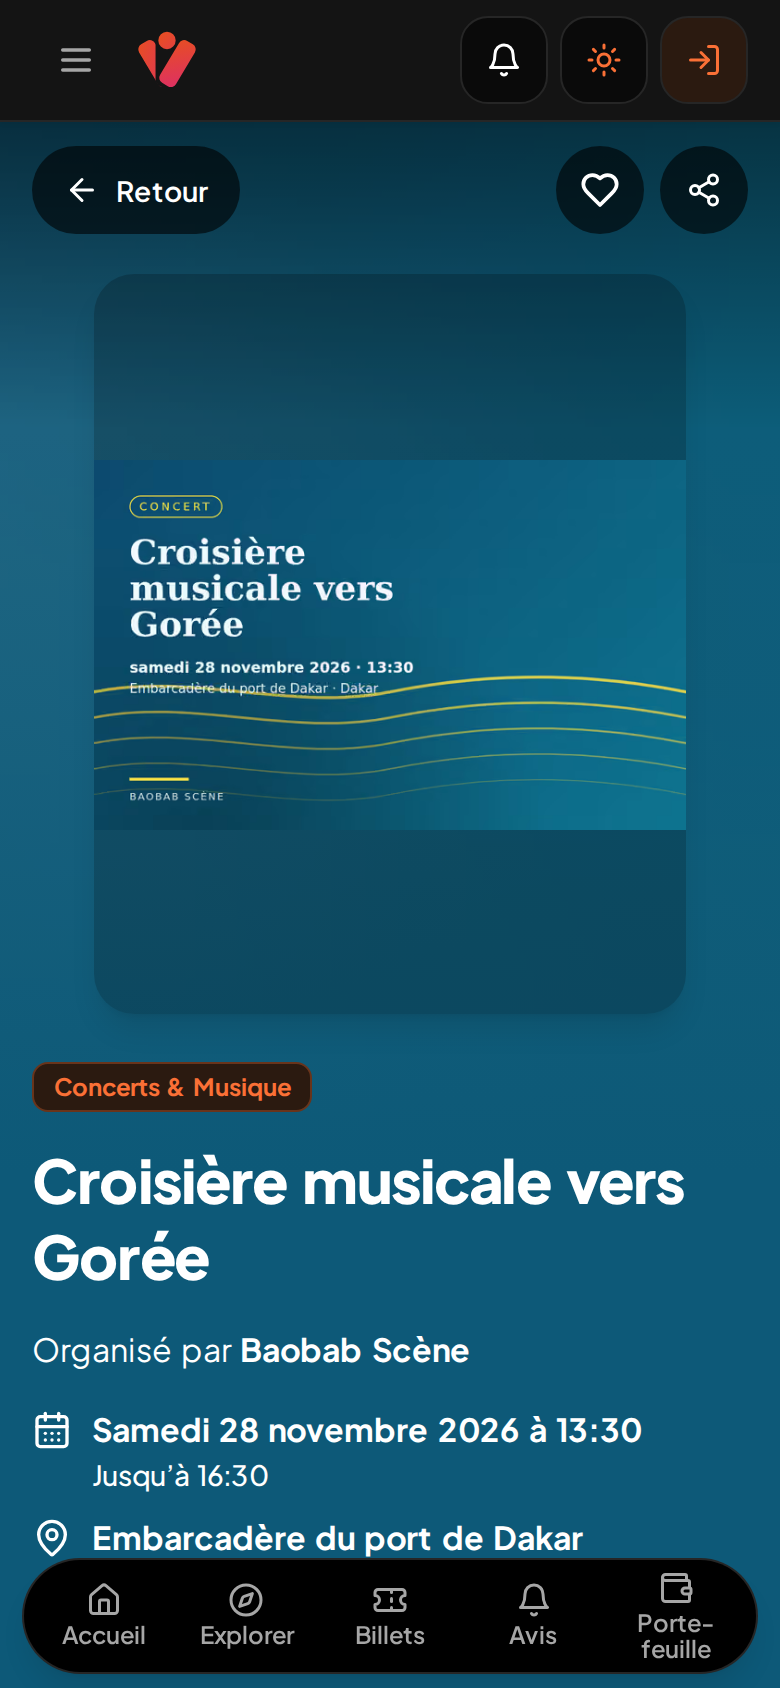 Retour
CONCERT
Croisière
musicale vers
Gorée
samedi 28 novembre 2026 · 13:30
Embarcadère du port de Dakar · Dakar
BAOBAB SCÈNE
Concerts & Musique
Croisière musicale vers
Gorée
Organisé par Baobab Scène
Samedi 28 novembre 2026 à 13:30
Jusqu’à 16:30
Embarcadère du port de Dakar
Accueil
Explorer
Billets
Avis
Porte-
feuille